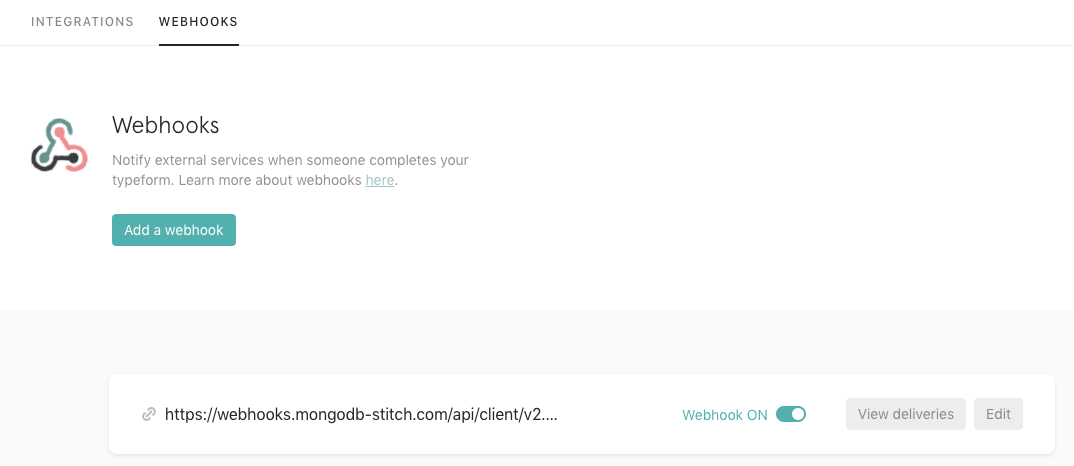 INTEGRATIONS WEBHOOKS
Webhooks
Notify external services when someone completes your
typeform. Learn more about webhooks here.
Add a webhook
https://webhooks.mongodb-stitch.com/api/client/v2.... Webhook ON View deliveries Edit